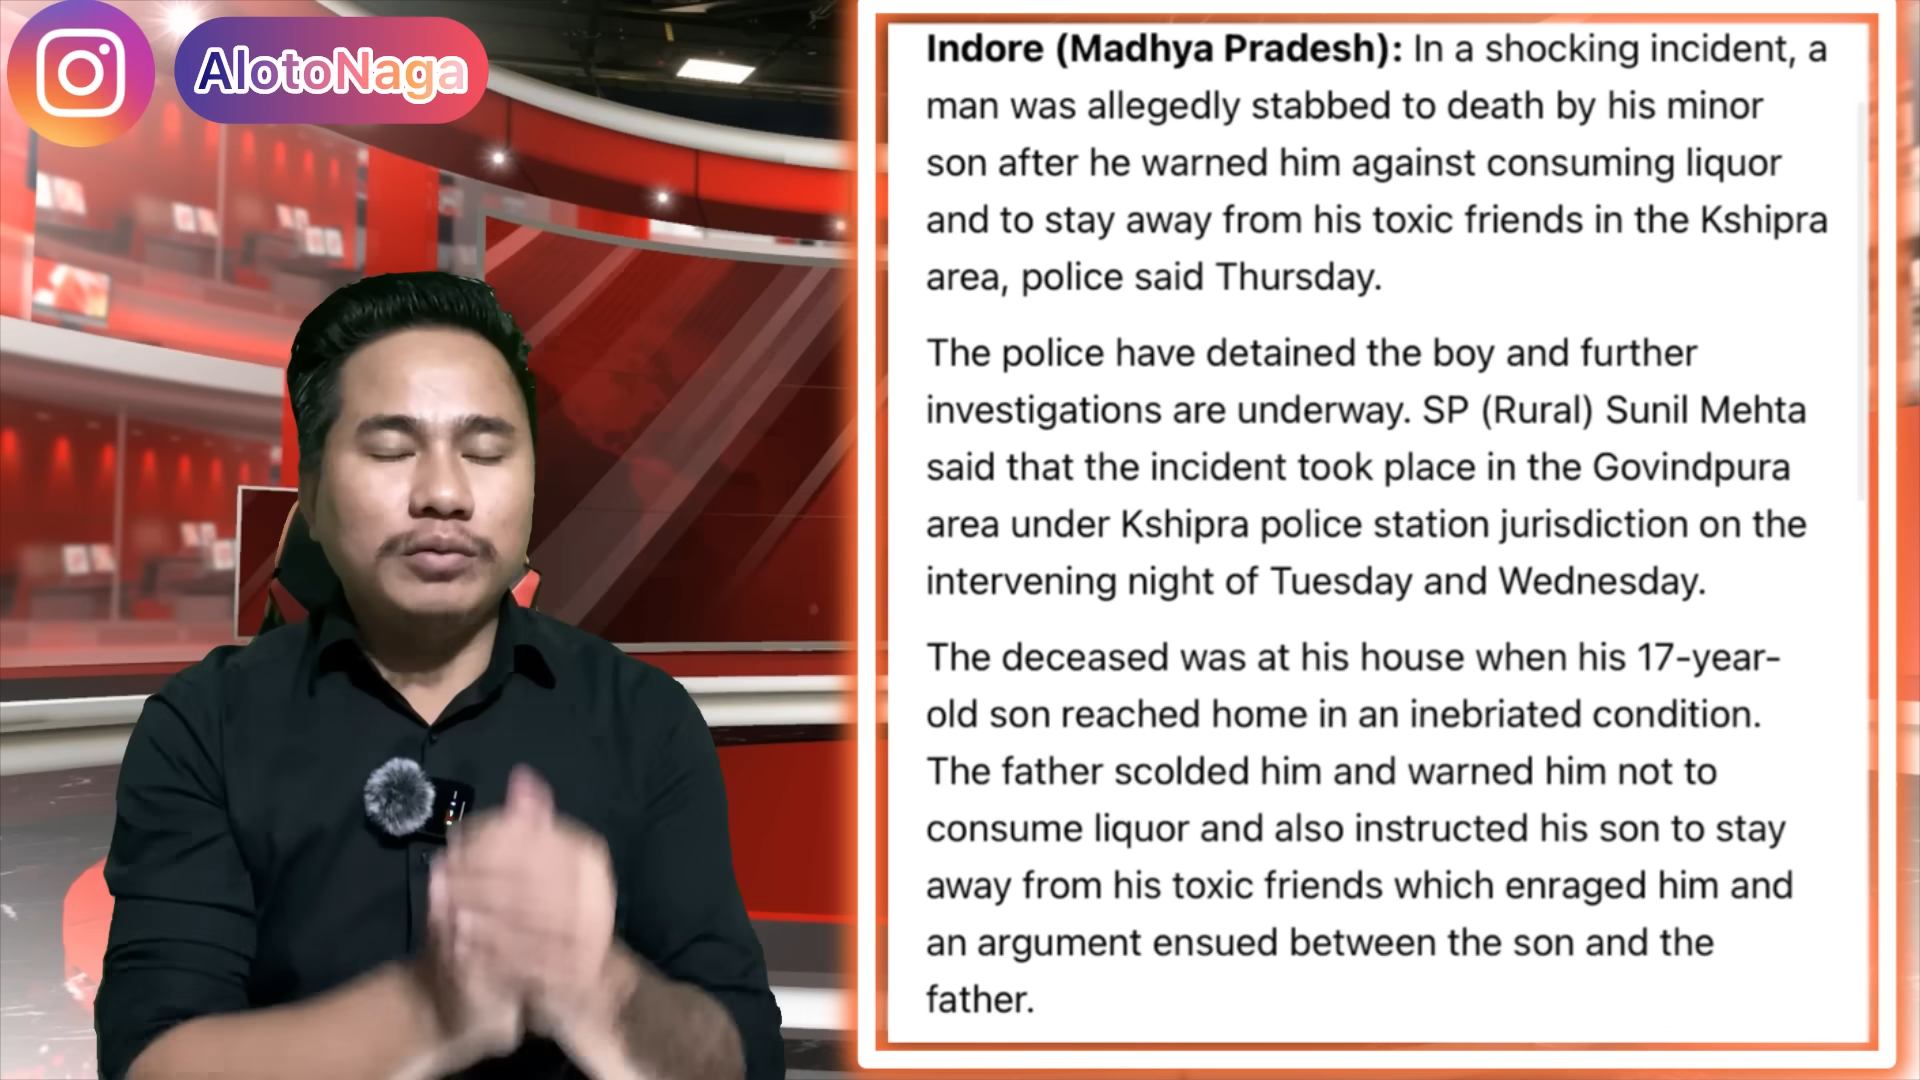 AlotoNaga
Indore (Madhya Pradesh): In a shocking incident, a
man was allegedly stabbed to death by his minor
son after he warned him against consuming liquor
and to stay away from his toxic friends in the Kshipra
area, police said Thursday.
The police have detained the boy and further
investigations are underway. SP (Rural) Sunil Mehta
said that the incident took place in the Govindpura
area under Kshipra police station jurisdiction on the
intervening night of Tuesday and Wednesday.
The deceased was at his house when his 17-year-
old son reached home in an inebriated condition.
The father scolded him and warned him not to
consume liquor and also instructed his son to stay
away from his toxic friends which enraged him and
an argument ensued between the son and the
father.